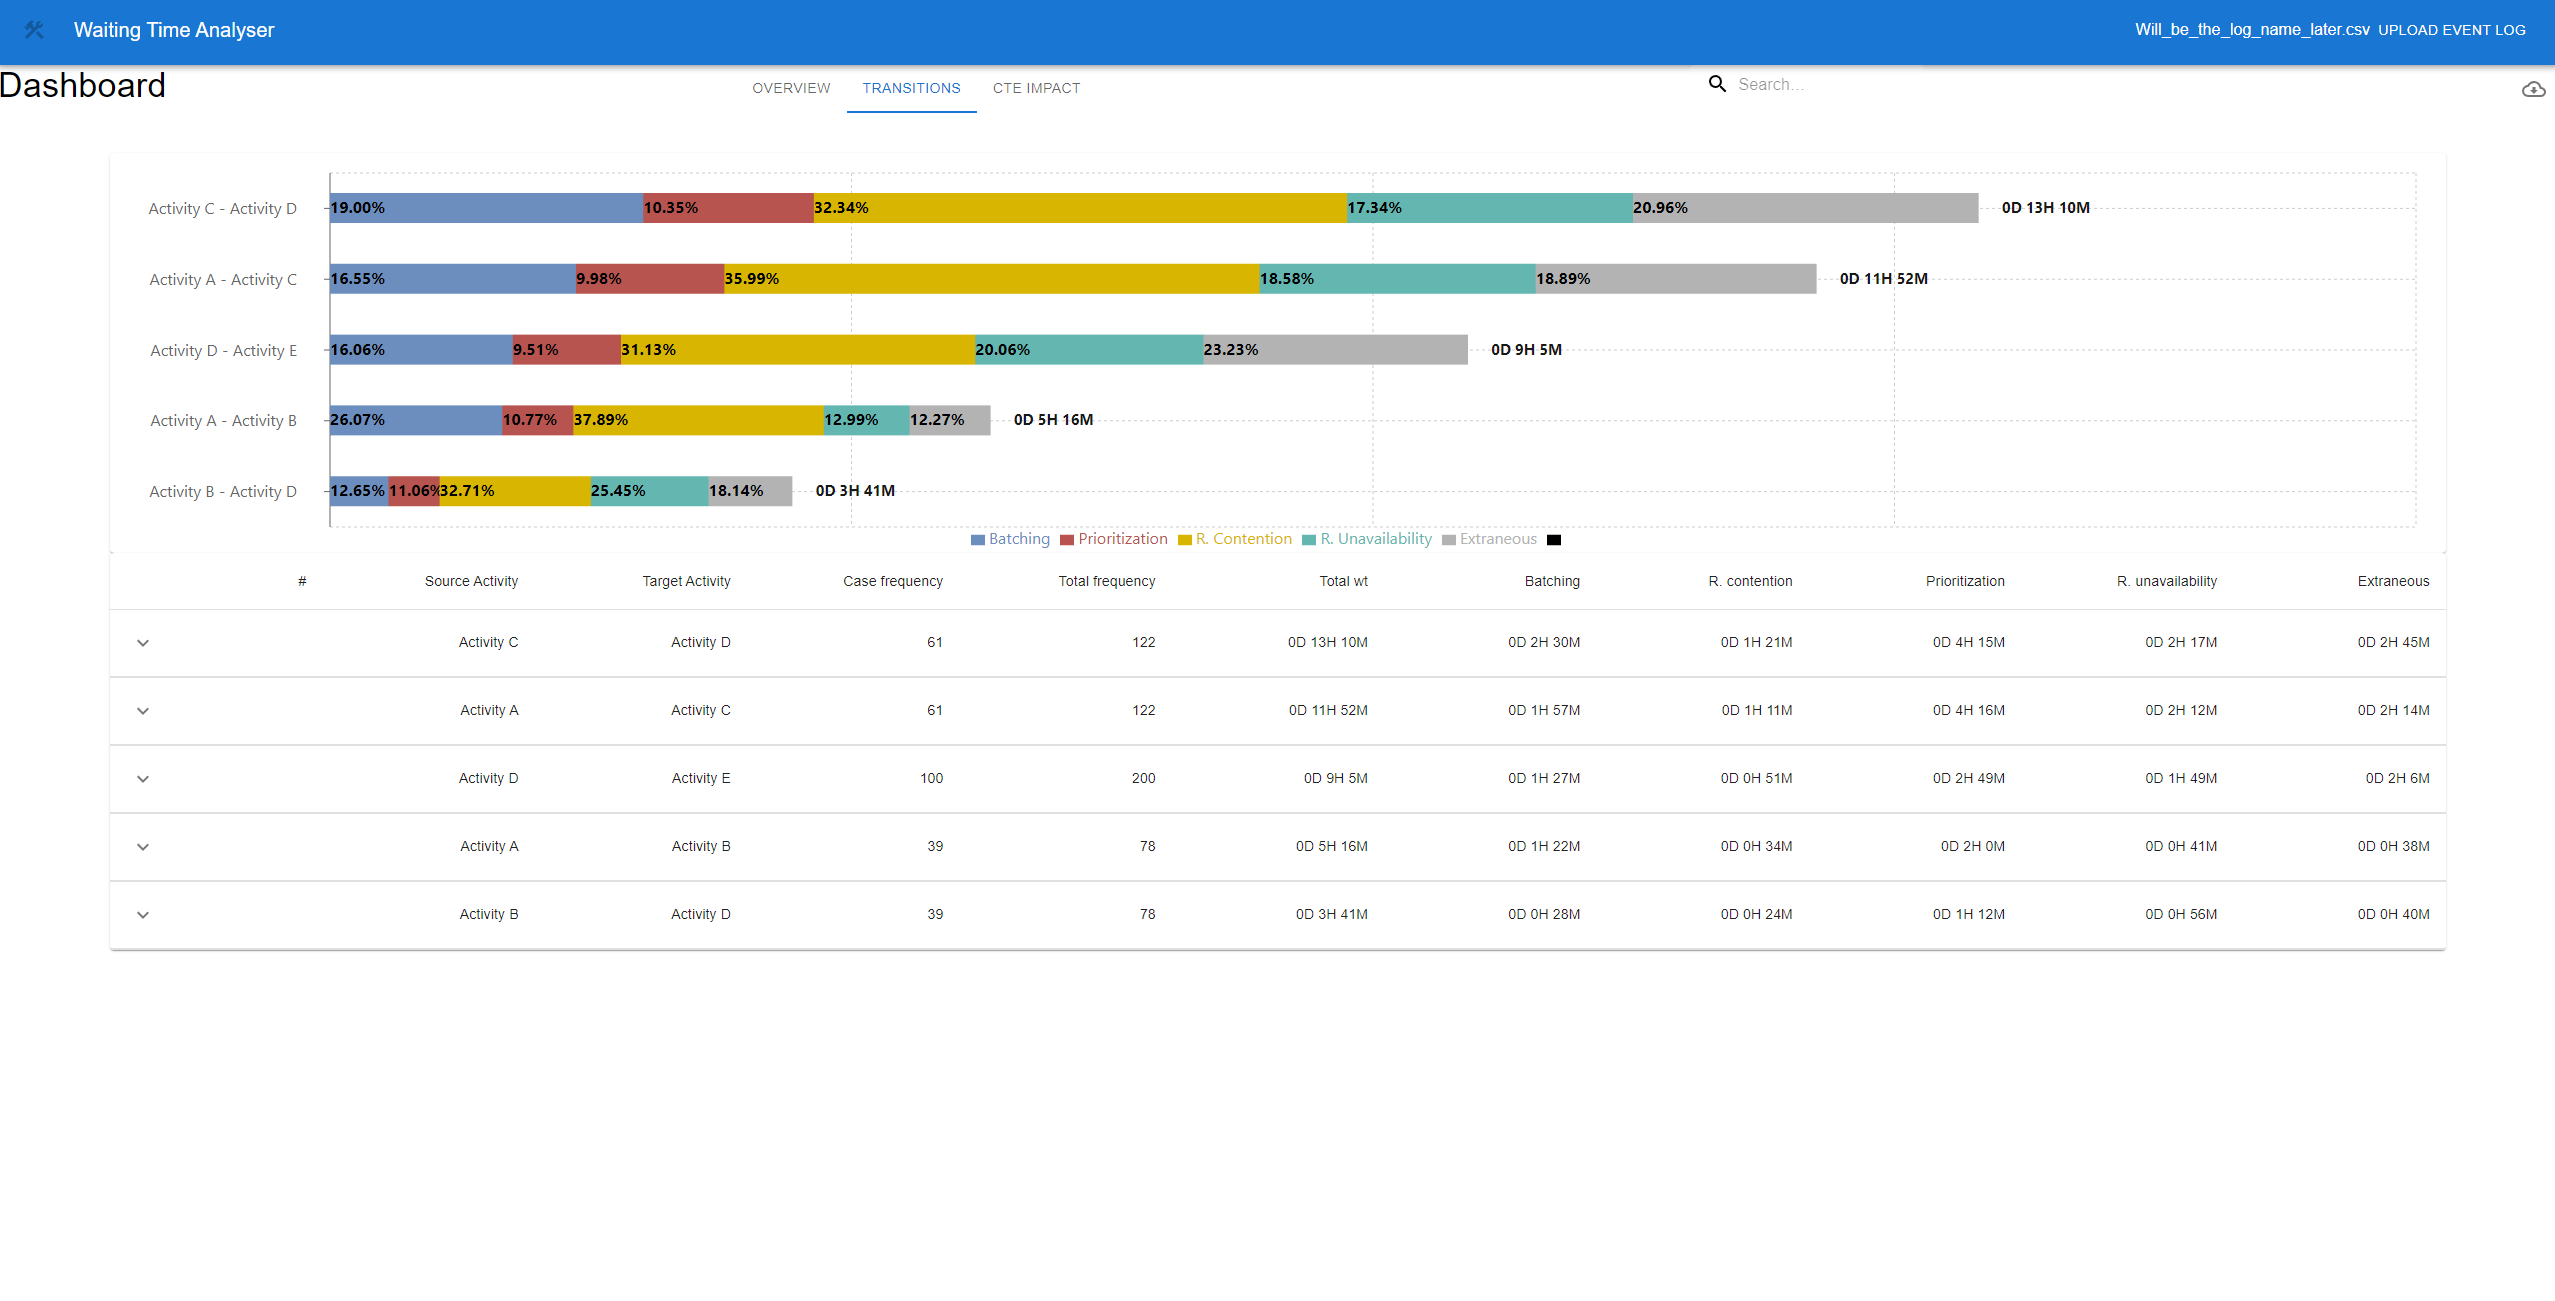 Waiting Time Analyser
Will_be_the_log_name_later.csv UPLOAD EVENT LOG
Dashboard
OVERVIEW TRANSITIONS CTE IMPACT
Search...
Activity C - Activity D 19.00% 10.35% 32.34% 17.34% 20.96% 0D 13H 10M
Activity A - Activity C 16.55% 9.98% 35.99% 18.58% 18.89% 0D 11H 52M
Activity D - Activity E 16.06% 9.51% 31.13% 20.06% 23.23% 0D 9H 5M
Activity A - Activity B 26.07% 10.77% 37.89% 12.99% 12.27% 0D 5H 16M
Activity B - Activity D 12.65% 11.06% 32.71% 25.45% 18.14% 0D 3H 41M
Batching Prioritization R. Contention R. Unavailability Extraneous
# Source Activity Target Activity Case frequency Total frequency Total wt Batching R. contention Prioritization R. unavailability Extraneous
Activity C Activity D 61 122 0D 13H 10M 0D 2H 30M 0D 1H 21M 0D 4H 15M 0D 2H 17M 0D 2H 45M
Activity A Activity C 61 122 0D 11H 52M 0D 1H 57M 0D 1H 11M 0D 4H 16M 0D 2H 12M 0D 2H 14M
Activity D Activity E 100 200 0D 9H 5M 0D 1H 27M 0D 0H 51M 0D 2H 49M 0D 1H 49M 0D 2H 6M
Activity A Activity B 39 78 0D 5H 16M 0D 1H 22M 0D 0H 34M 0D 2H 0M 0D 0H 41M 0D 0H 38M
Activity B Activity D 39 78 0D 3H 41M 0D 0H 28M 0D 0H 24M 0D 1H 12M 0D 0H 56M 0D 0H 40M